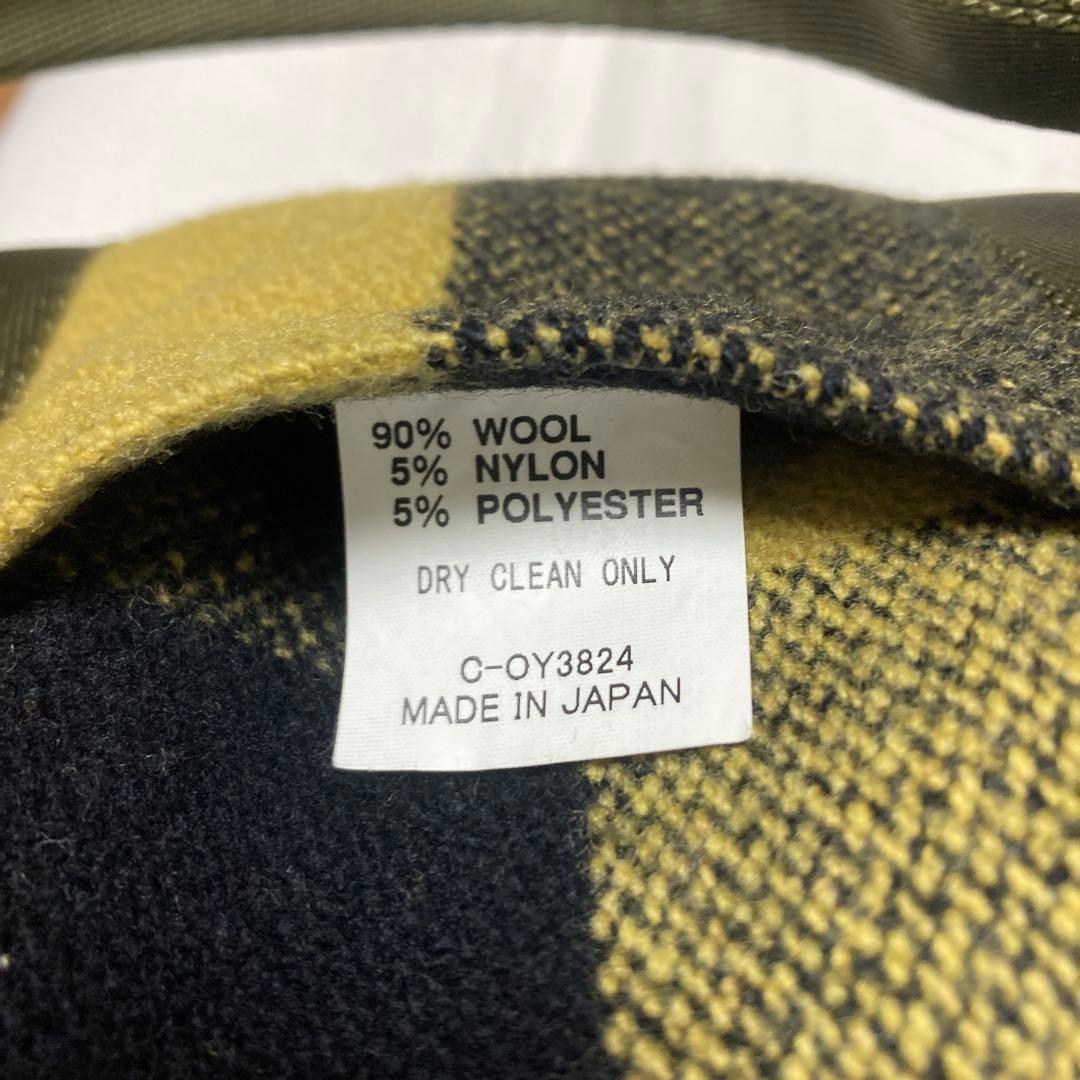 90% WOOL
5% NYLON
5% POLYESTER
DRY CLEAN ONLY
C-OY3824
MADE IN JAPAN